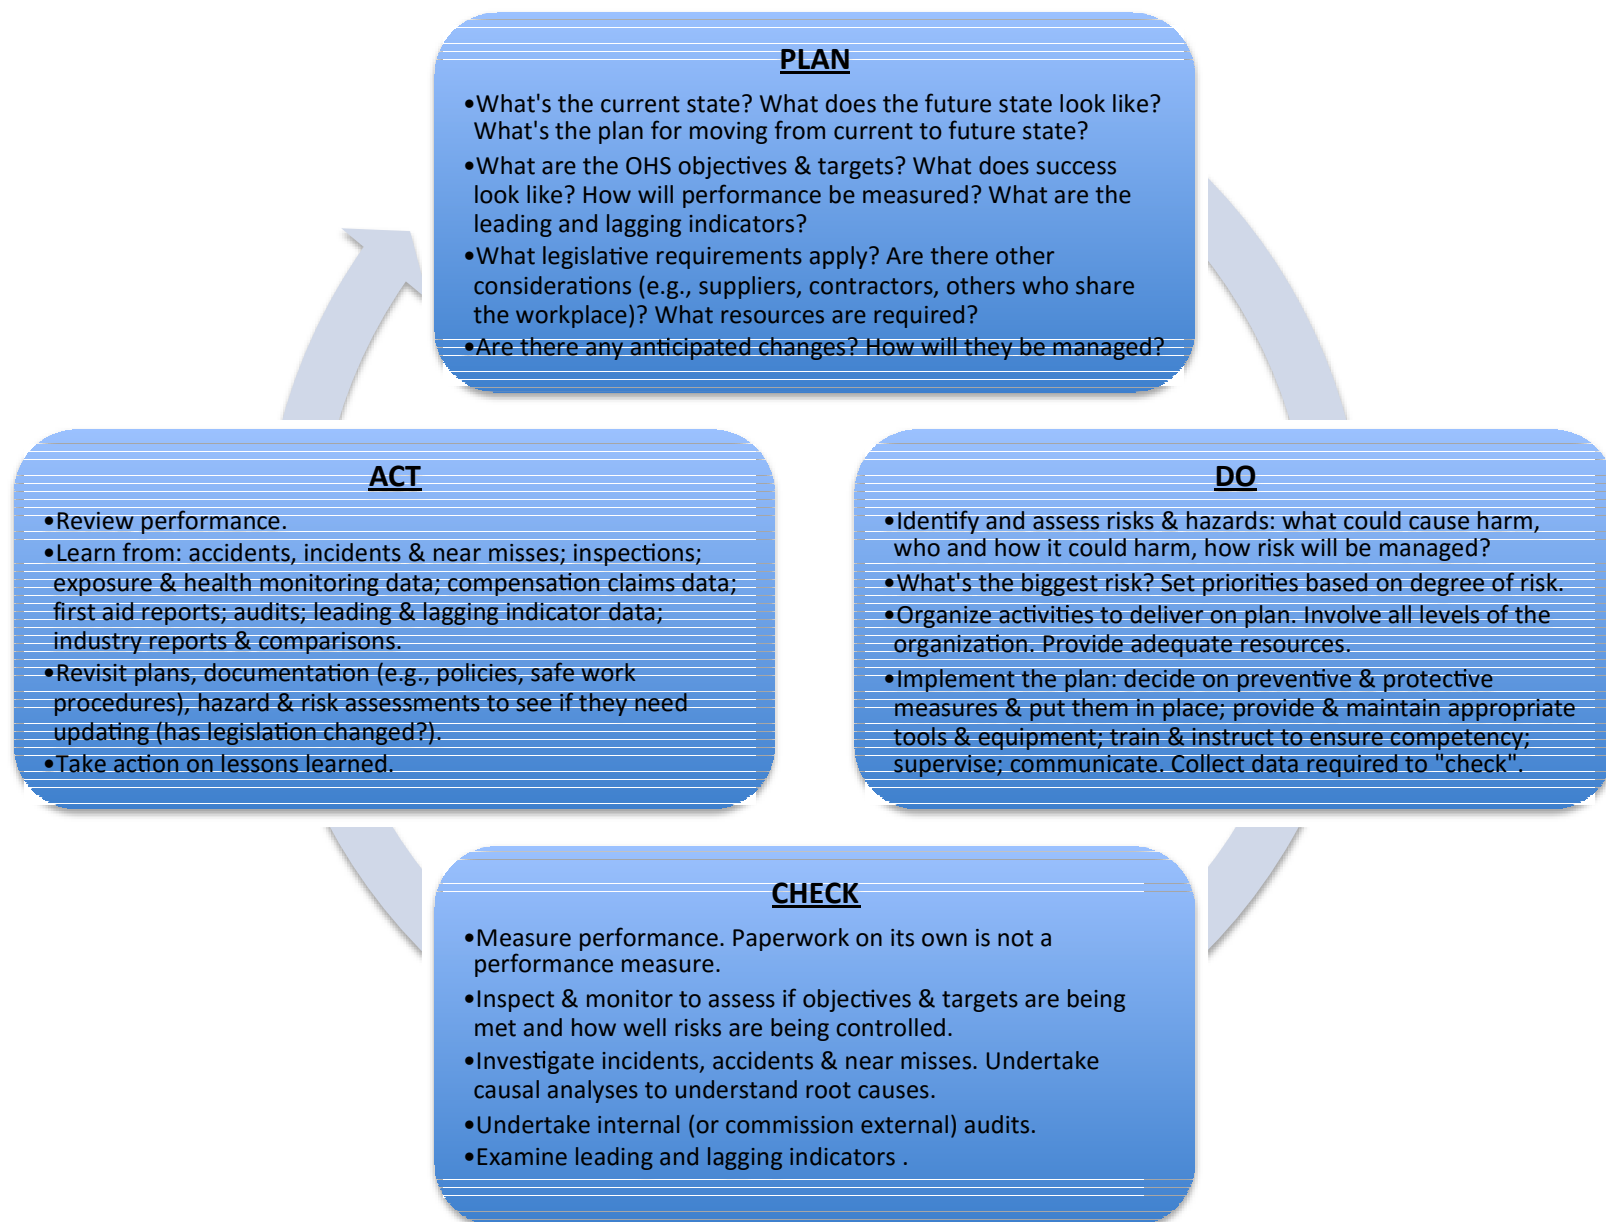 PLAN
•What's the current state? What does the future state look like?
What's the plan for moving from current to future state?
•What are the OHS objectives & targets? What does success
look like? How will performance be measured? What are the
leading and lagging indicators?
•What legislative requirements apply? Are there other
considerations (e.g., suppliers, contractors, others who share
the workplace)? What resources are required?
•Are there any anticipated changes? How will they be managed?
ACT
•Review performance.
•Learn from: accidents, incidents & near misses; inspections;
exposure & health monitoring data; compensation claims data;
first aid reports; audits; leading & lagging indicator data;
industry reports & comparisons.
•Revisit plans, documentation (e.g., policies, safe work
procedures), hazard & risk assessments to see if they need
updating (has legislation changed?).
•Take action on lessons learned.
DO
•Identify and assess risks & hazards: what could cause harm,
who and how it could harm, how risk will be managed?
•What's the biggest risk? Set priorities based on degree of risk.
•Organize activities to deliver on plan. Involve all levels of the
organization. Provide adequate resources.
•Implement the plan: decide on preventive & protective
measures & put them in place; provide & maintain appropriate
tools & equipment; train & instruct to ensure competency;
supervise; communicate. Collect data required to "check".
CHECK
•Measure performance. Paperwork on its own is not a
performance measure.
•Inspect & monitor to assess if objectives & targets are being
met and how well risks are being controlled.
•Investigate incidents, accidents & near misses. Undertake
causal analyses to understand root causes.
•Undertake internal (or commission external) audits.
•Examine leading and lagging indicators .